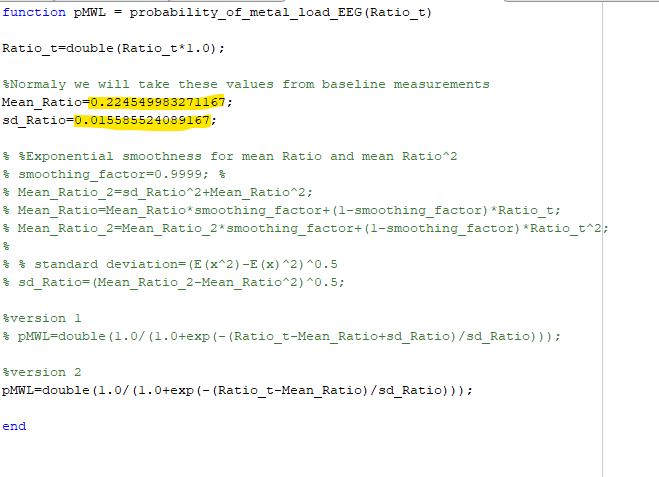 function pMWL = probability_of_metal_load_EEG(Ratio_t)
Ratio_t=double(Ratio_t*1.0);
%Normaly we will take these values from baseline measurements
Mean_Ratio=0.224549983271167;
sd_Ratio=0.015585524089167;
% %Exponential smoothness for mean Ratio and mean Ratio^2
% smoothing_factor=0.9999; %
% Mean_Ratio_2=sd_Ratio^2+Mean_Ratio^2;
% Mean_Ratio=Mean_Ratio*smoothing_factor+(1-smoothing_factor)*Ratio_t;
% Mean_Ratio_2=Mean_Ratio_2*smoothing_factor+(1-smoothing_factor)*Ratio_t^2;
%
% % standard deviation=(E(x^2)-E(x)^2)^0.5
% sd_Ratio=(Mean_Ratio_2-Mean_Ratio^2)^0.5;
%version 1
% pMWL=double(1.0/(1.0+exp(-(Ratio_t-Mean_Ratio+sd_Ratio)/sd_Ratio)));
%version 2
pMWL=double(1.0/(1.0+exp(-(Ratio_t-Mean_Ratio)/sd_Ratio)));
end